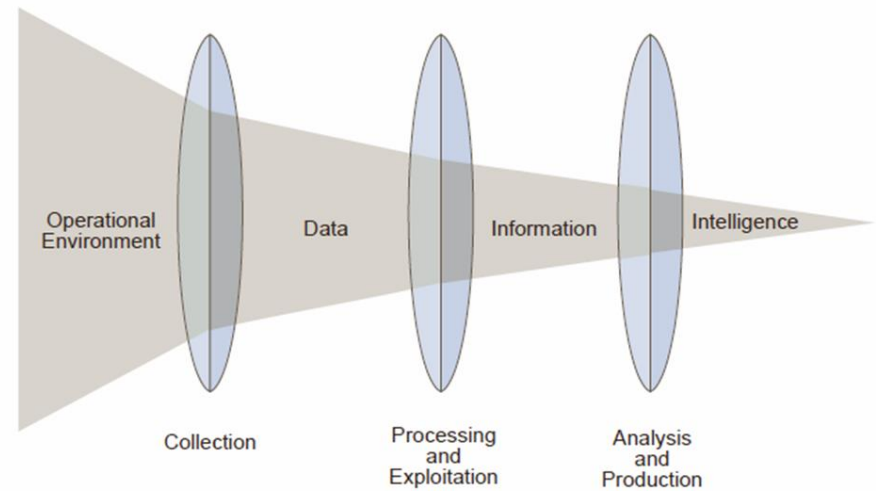 Operational
Environment
Data
Information
Intelligence
Collection
Processing
and
Exploitation
Analysis
and
Production